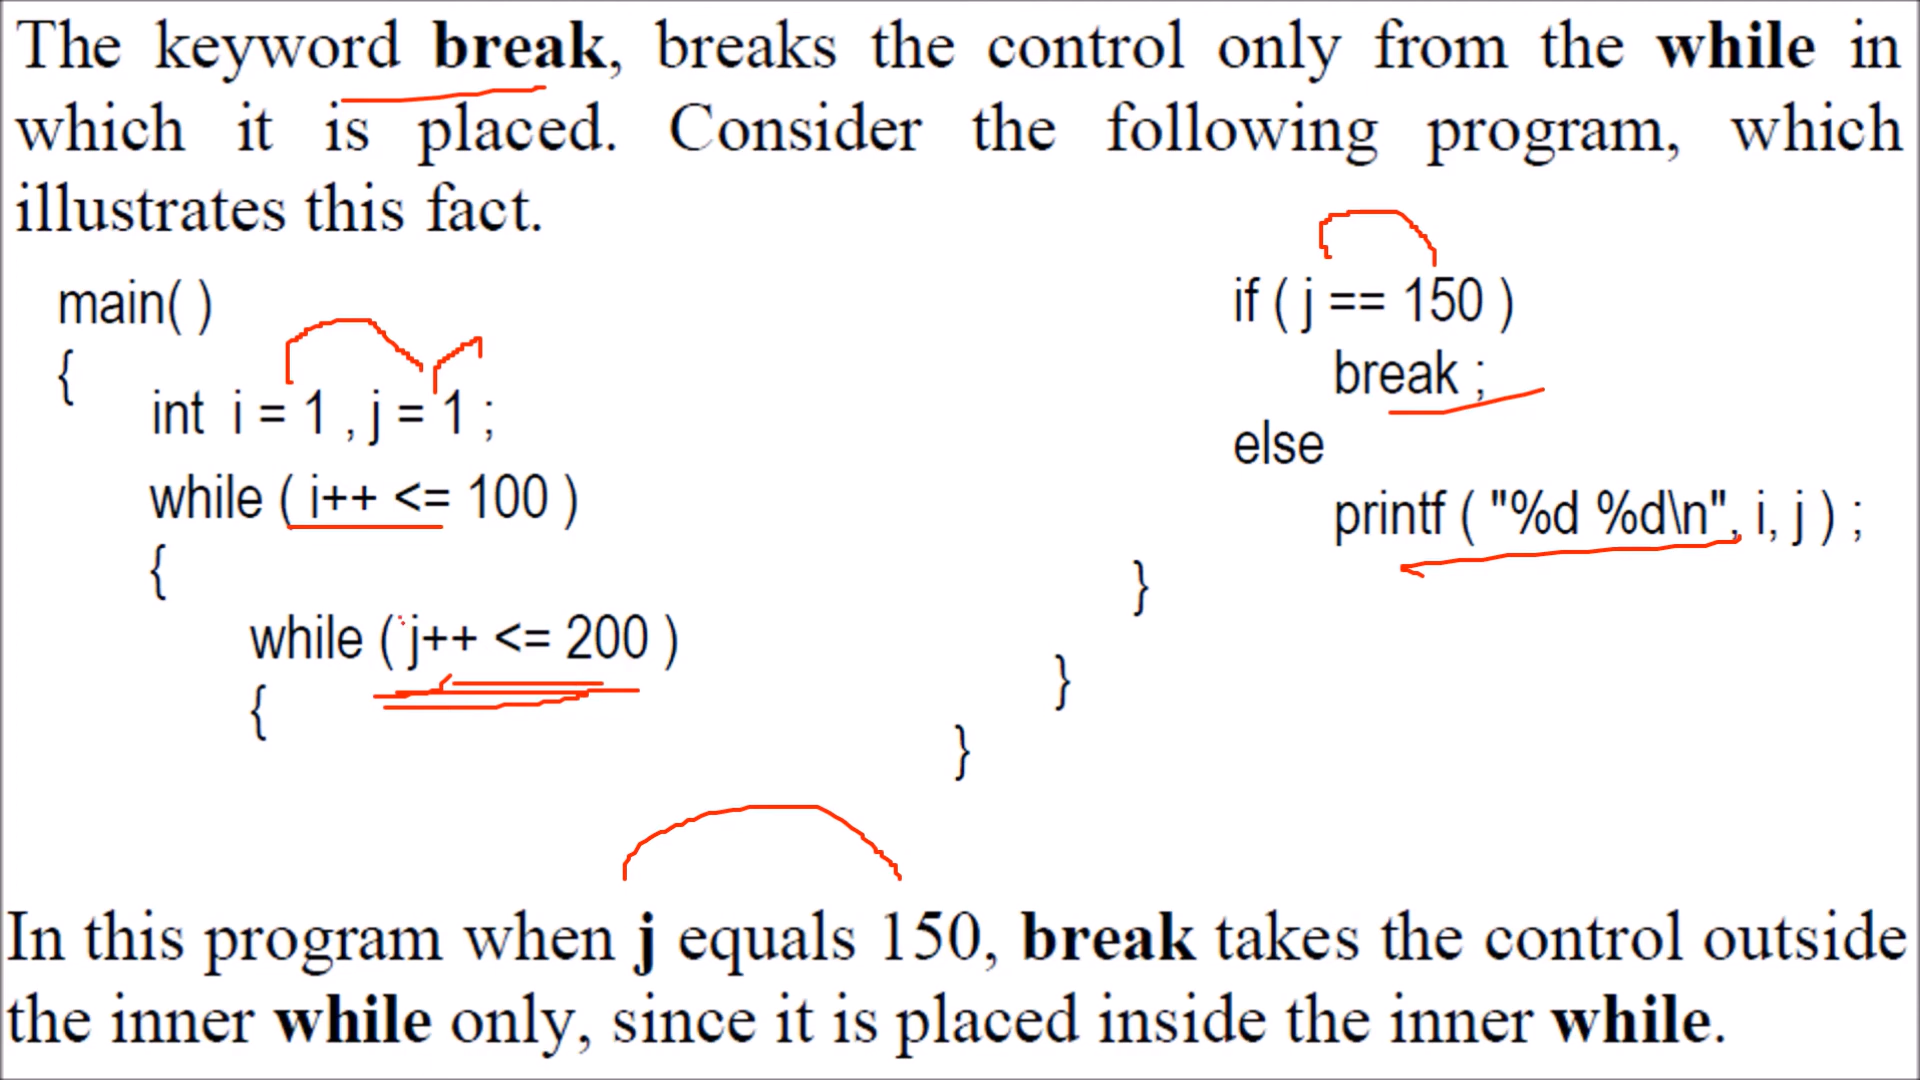 The keyword break, breaks the control only from the while in
which it is placed. Consider the following program, which
illustrates this fact.
main( )
{
int i = 1 , j = 1 ;
while ( i++ <= 100 )
{
while ( j++ <= 200 )
{
if ( j == 150 )
break ;
else
printf ( "%d %d\n", i, j ) ;
}
}
}
In this program when j equals 150, break takes the control outside
the inner while only, since it is placed inside the inner while.